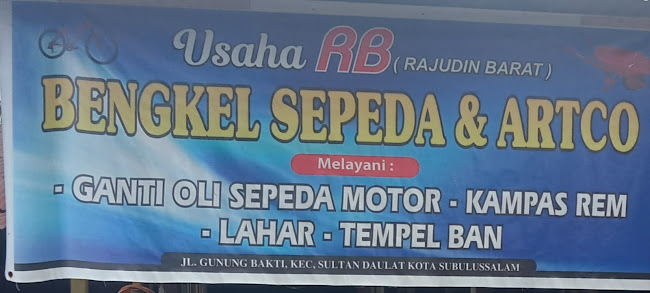 Usaha RB ( RAJUDIN BARAT )
BENGKEL SEPEDA & ARTCO
Melayani :
- GANTI OLI SEPEDA MOTOR - KAMPAS REM
- LAHAR - TEMPEL BAN
JL. GUNUNG BAKTI, KEC, SULTAN DAULAT KOTA SUBULUSSALAM